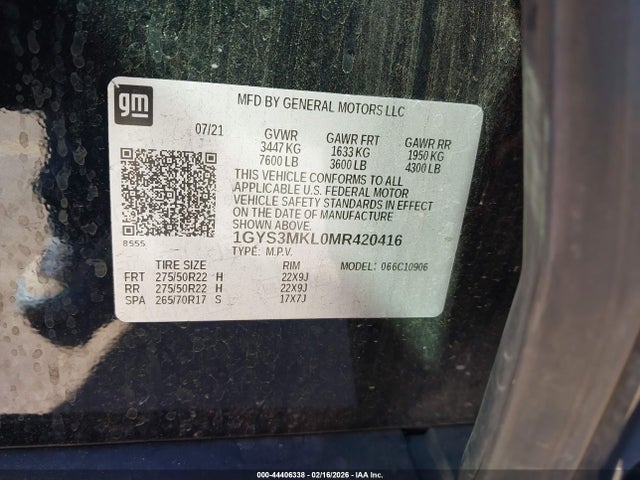 gm
MFD BY GENERAL MOTORS LLC
07/21 GVWR GAWR FRT GAWR RR
3447 KG 1633 KG 1950 KG
7600 LB 3600 LB 4300 LB
THIS VEHICLE CONFORMS TO ALL
APPLICABLE U.S. FEDERAL MOTOR
VEHICLE SAFETY STANDARDS IN EFFECT
ON THE DATE OF MANUFACTURE SHOWN ABOVE.
8555 1GYS3MKL0MR420416
TYPE: M.P.V.
TIRE SIZE RIM MODEL: 066C10906
FRT 275/50R22 H 22X9J
RR 275/50R22 H 22X9J
SPA 265/70R17 S 17X7J
000-44406338 - 02/16/2026 - IAA Inc.